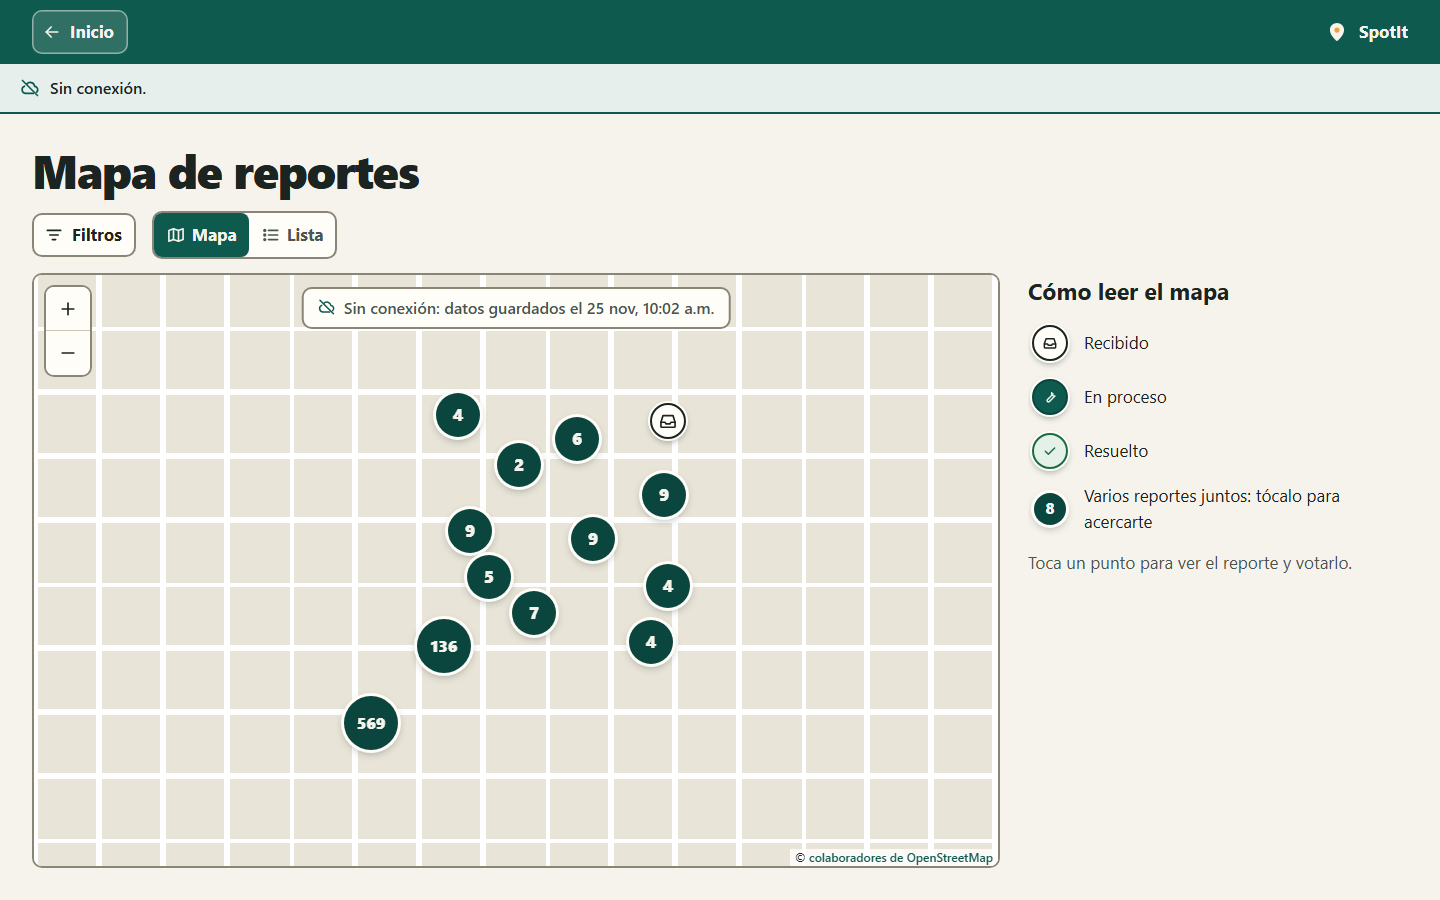 Inicio
SpotIt
Sin conexión.
Mapa de reportes
Filtros
Mapa
Lista
+
−
Sin conexión: datos guardados el 25 nov, 10:02 a.m.
4
6
2
9
9
9
5
4
7
4
136
569
© colaboradores de OpenStreetMap
Cómo leer el mapa
Recibido
En proceso
Resuelto
8
Varios reportes juntos: tócalo para
acercarte
Toca un punto para ver el reporte y votarlo.